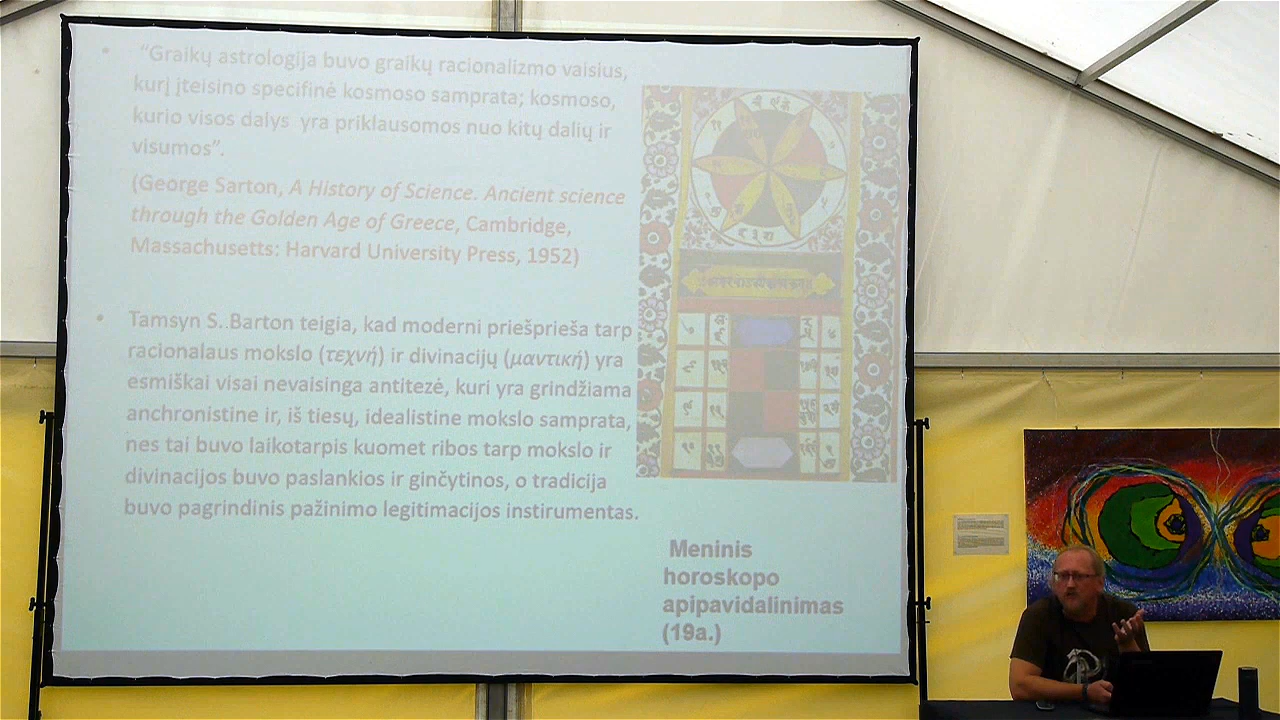 • “Graikų astrologija buvo graikų racionalizmo vaisius,
kurį įteisino specifinė kosmoso samprata; kosmoso,
kurio visos dalys yra priklausomos nuo kitų dalių ir
visumos”.
(George Sarton, A History of Science. Ancient science
through the Golden Age of Greece, Cambridge,
Massachusetts: Harvard University Press, 1952)
• Tamsyn S..Barton teigia, kad moderni priešprieša tarp
racionalaus mokslo (τεχνή) ir divinacijų (μαντική) yra
esmiškai visai nevaisinga antitezė, kuri yra grindžiama
anchronistine ir, iš tiesų, idealistine mokslo samprata,
nes tai buvo laikotarpis kuomet ribos tarp mokslo ir
divinacijos buvo paslankios ir ginčytinos, o tradicija
buvo pagrindinis pažinimo legitimacijos instrumentas.
Meninis
horoskopo
apipavidalinimas
(19a.)